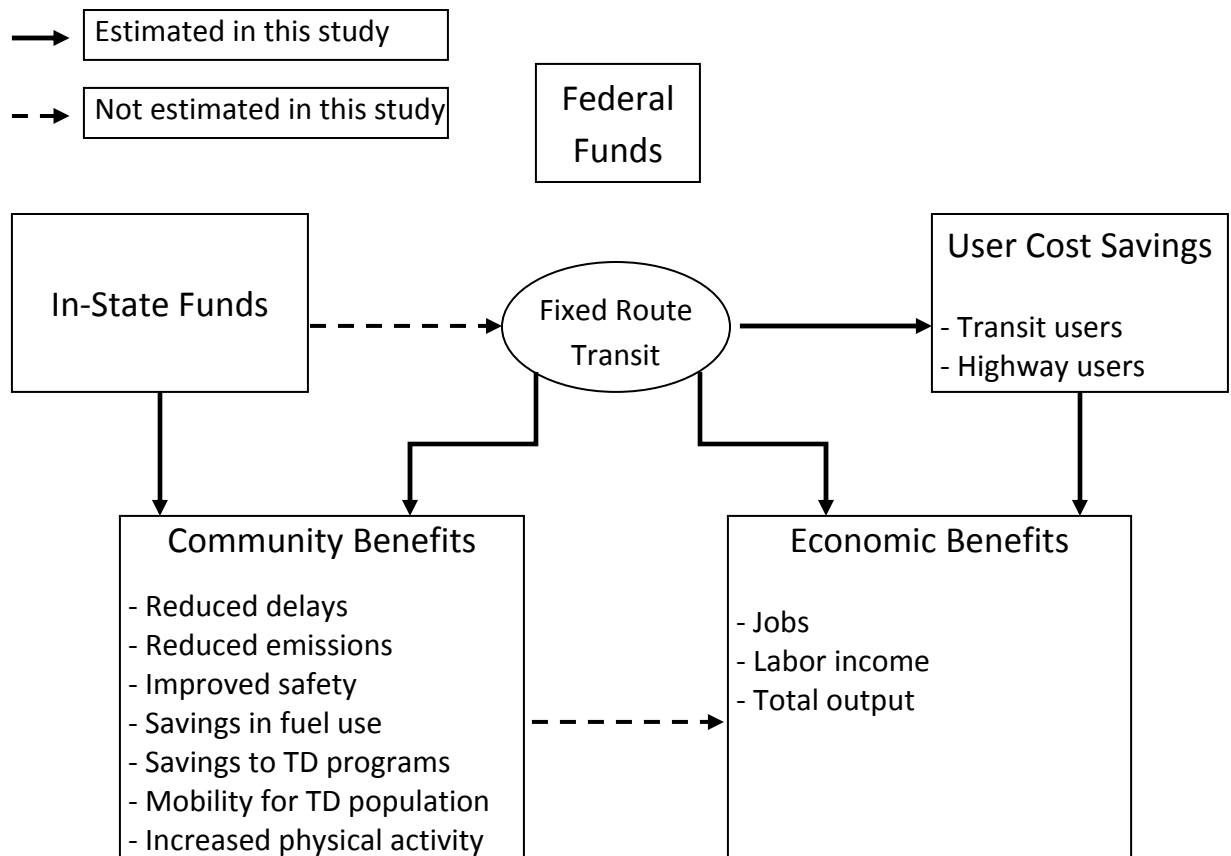 Estimated in this study
Not estimated in this study
Federal
Funds
In-State Funds
Fixed Route
Transit
User Cost Savings
- Transit users
- Highway users
Community Benefits
- Reduced delays
- Reduced emissions
- Improved safety
- Savings in fuel use
- Savings to TD programs
- Mobility for TD population
- Increased physical activity
Economic Benefits
- Jobs
- Labor income
- Total output